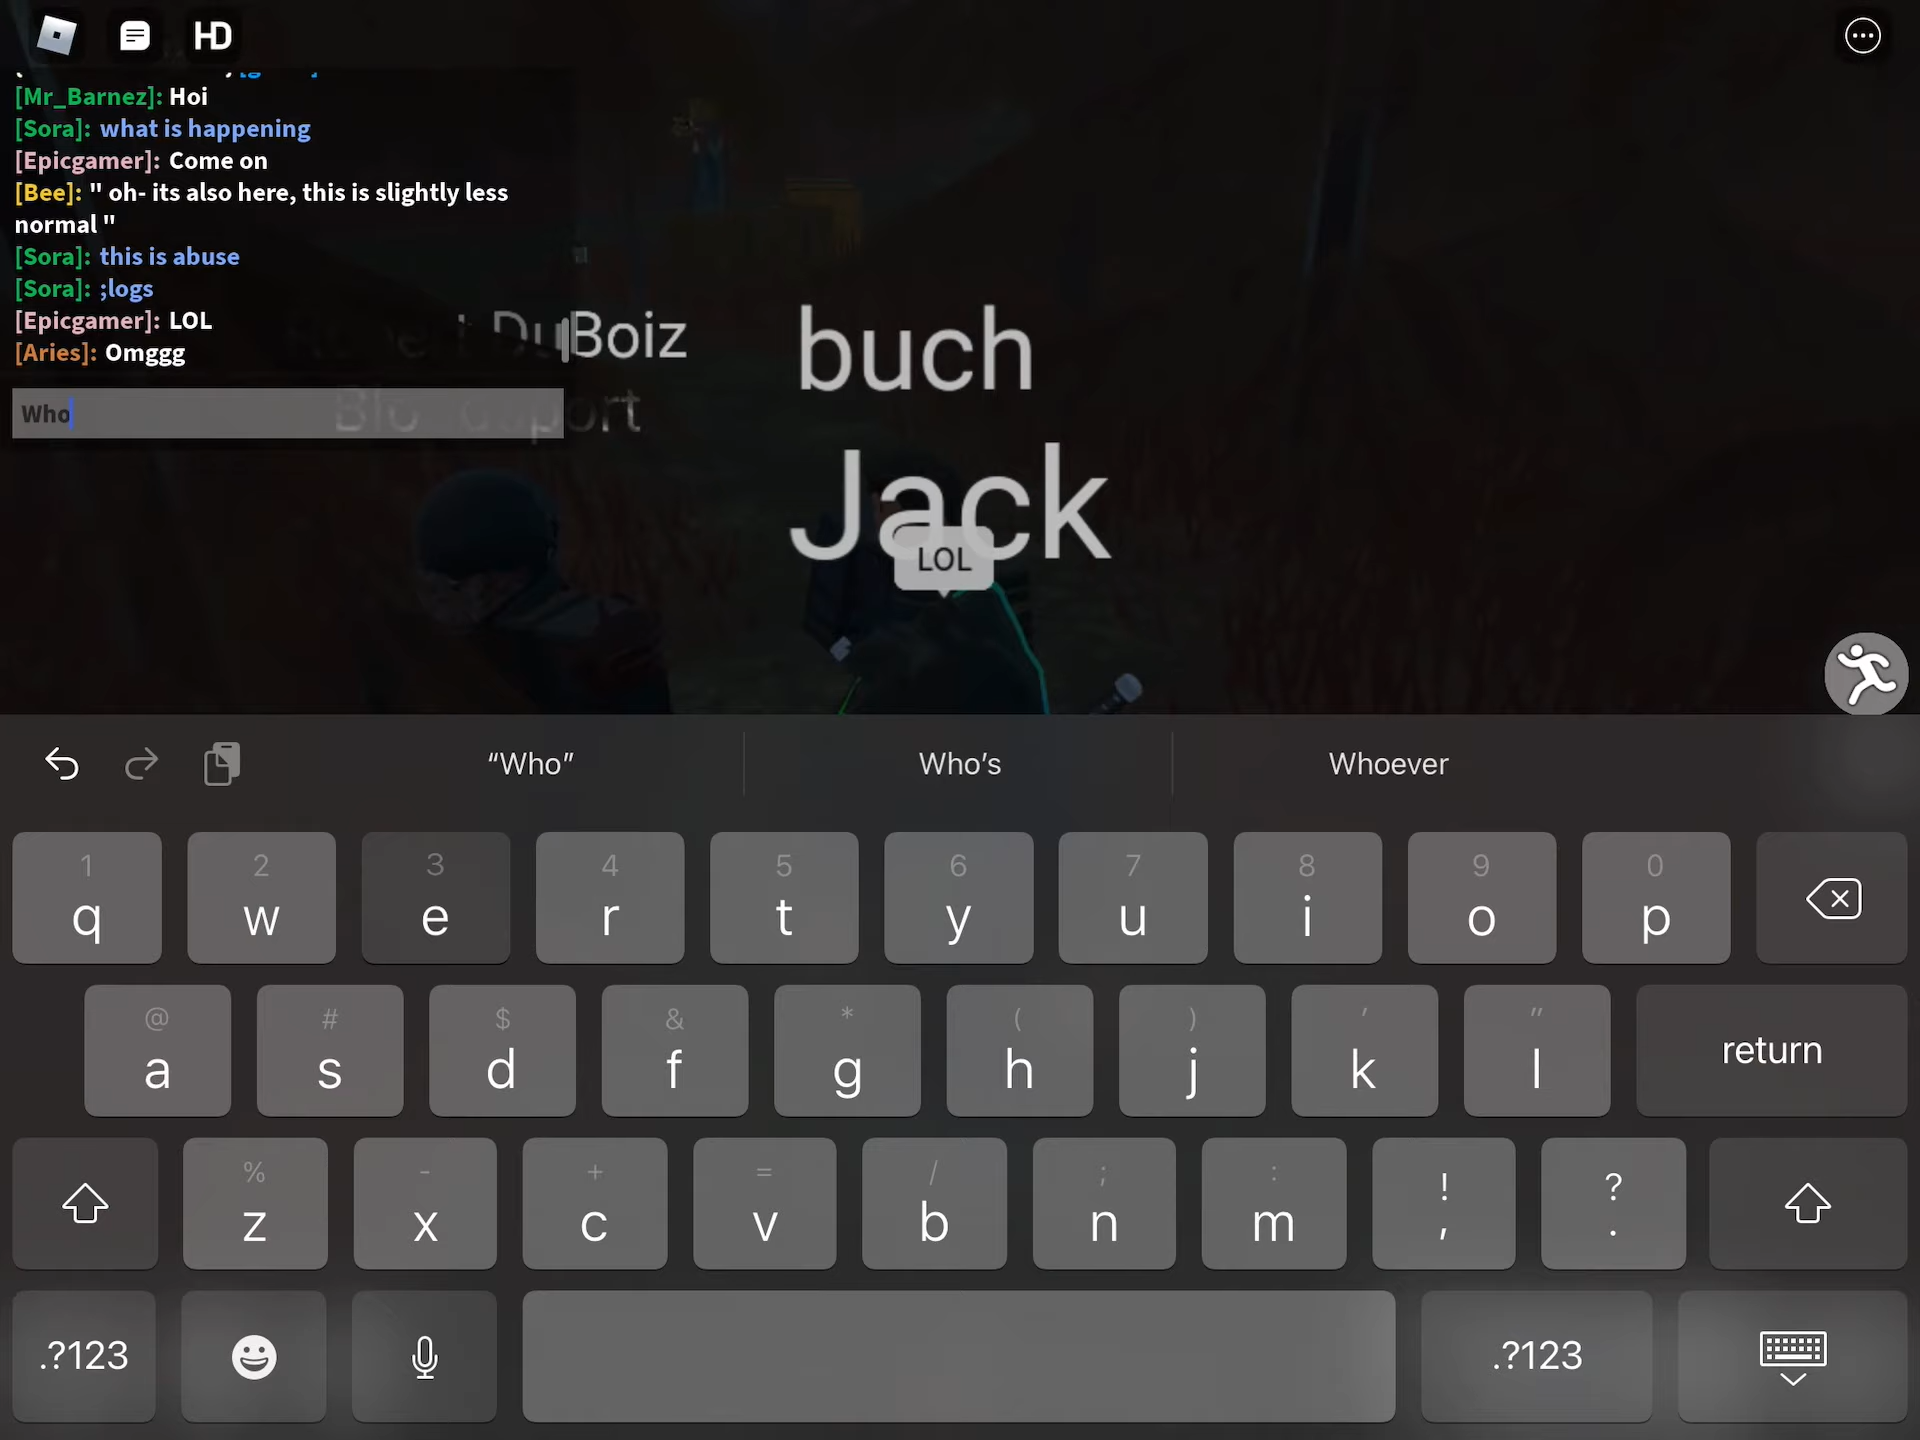 HD
[Mr_Barnez]: Hoi
[Sora]: what is happening
[Epicgamer]: Come on
[Bee]: " oh- its also here, this is slightly less
normal "
[Sora]: this is abuse
[Sora]: ;logs
[Epicgamer]: LOL
[Aries]: Omggg
Who
DuBoiz
buch
Jack
LOL
“Who” Who’s Whoever
1 2 3 4 5 6 7 8 9 0
q w e r t y u i o p
@ # $ & * ( ) ' "
a s d f g h j k l return
% - + = / ; : ! ?
z x c v b n m , .
.?123 .?123